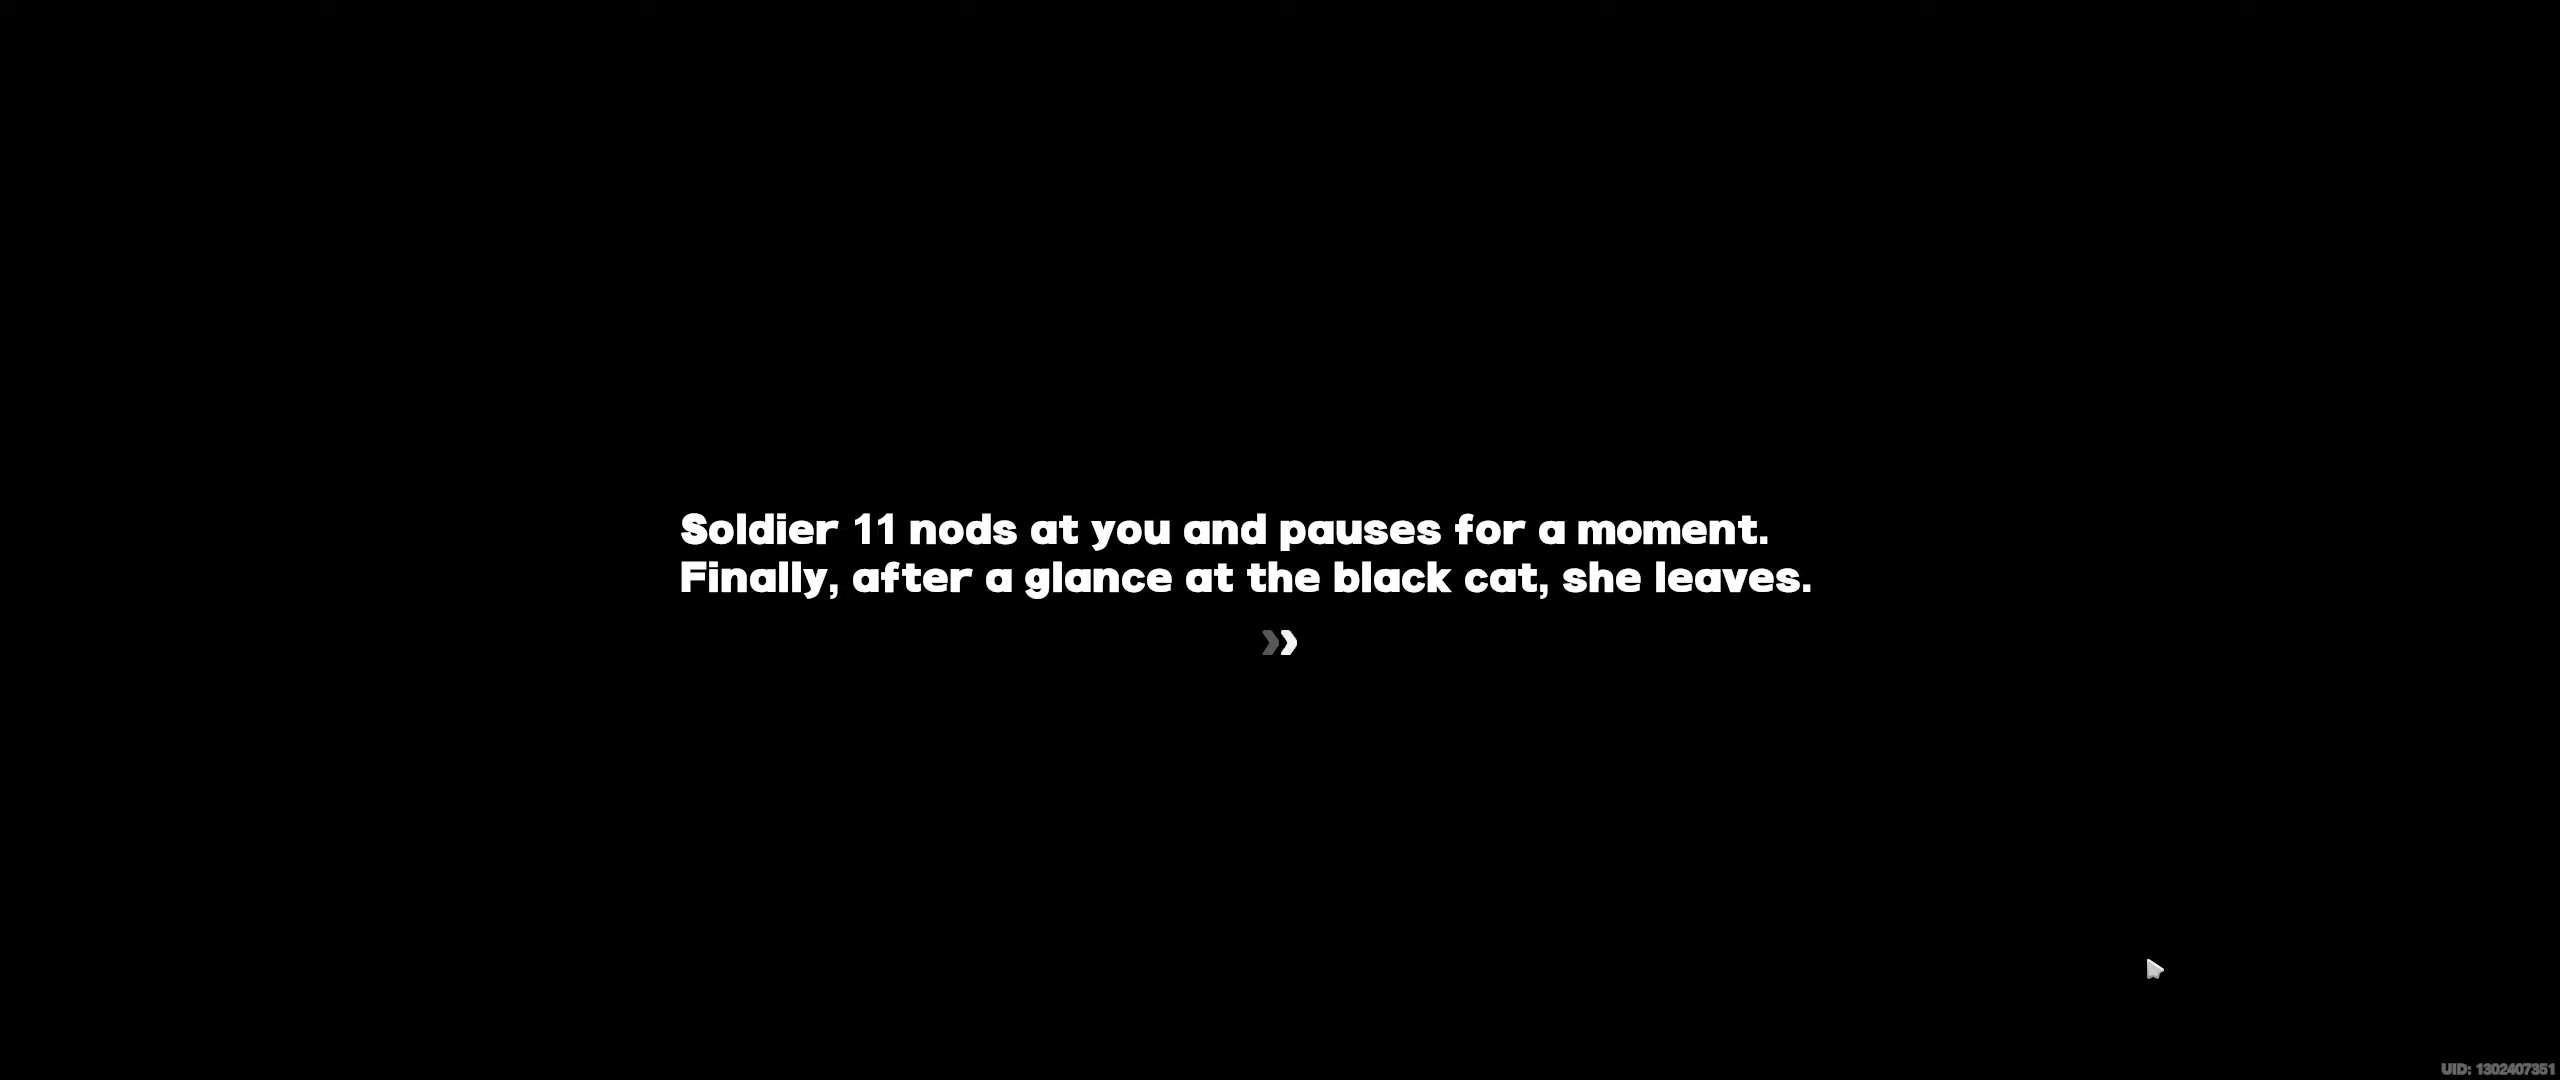 Soldier 11 nods at you and pauses for a moment.
Finally, after a glance at the black cat, she leaves.
UID: 1302407351